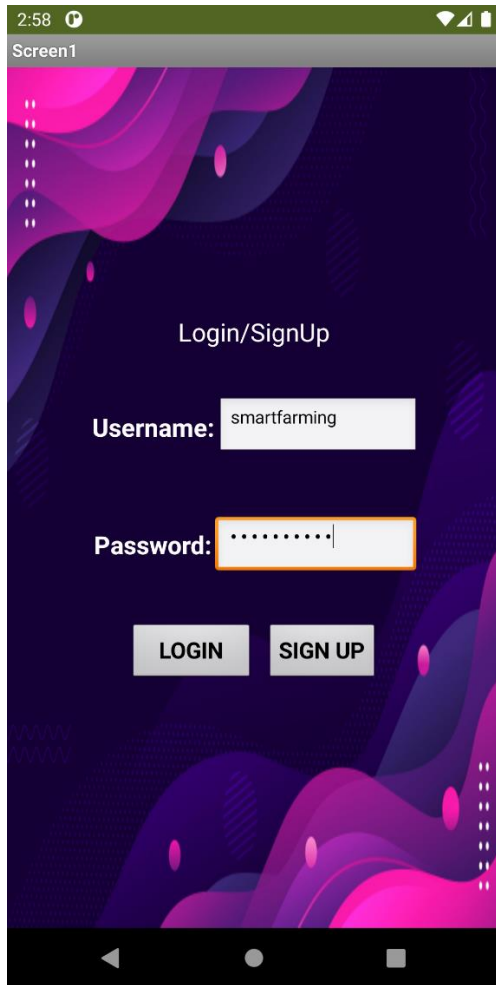 2:58
Screen1
Login/SignUp
Username: smartfarming
Password: ••••••••••
LOGIN SIGN UP